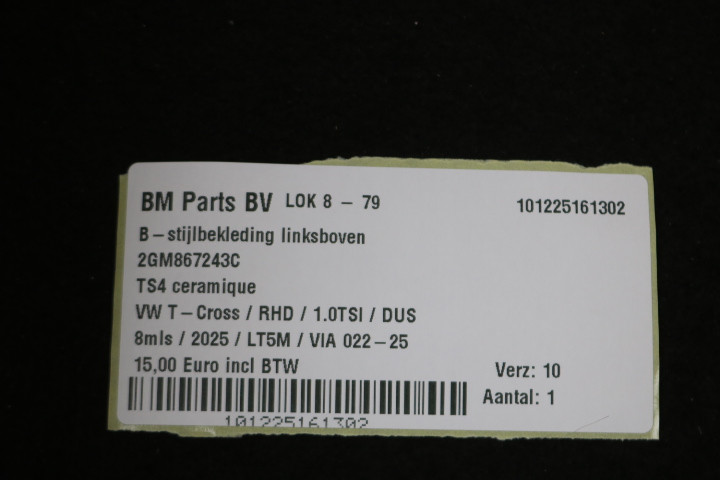 BM Parts BV LOK 8 – 79 101225161302
B–stijlbekleding linksboven
2GM867243C
TS4 ceramique
VW T–Cross / RHD / 1.0TSI / DUS
8mls / 2025 / LT5M / VIA 022–25
15,00 Euro incl BTW Verz: 10
Aantal: 1
101225161302